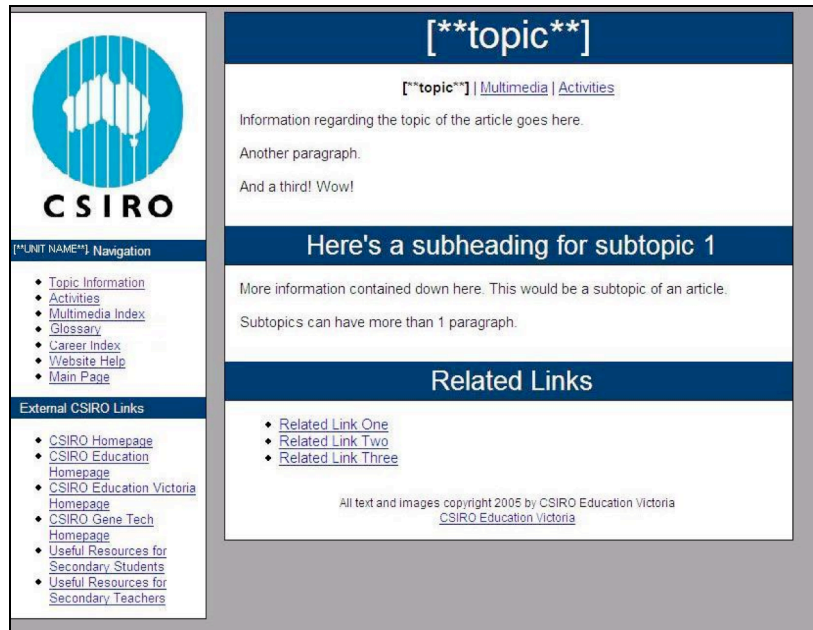 CSIRO
[**UNIT NAME**] Navigation
Topic Information
Activities
Multimedia Index
Glossary
Career Index
Website Help
Main Page
External CSIRO Links
CSIRO Homepage
CSIRO Education
Homepage
CSIRO Education Victoria
Homepage
CSIRO Gene Tech
Homepage
Useful Resources for
Secondary Students
Useful Resources for
Secondary Teachers
[**topic**]
[**topic**] | Multimedia | Activities
Information regarding the topic of the article goes here.
Another paragraph.
And a third! Wow!
Here's a subheading for subtopic 1
More information contained down here. This would be a subtopic of an article.
Subtopics can have more than 1 paragraph.
Related Links
Related Link One
Related Link Two
Related Link Three
All text and images copyright 2005 by CSIRO Education Victoria
CSIRO Education Victoria